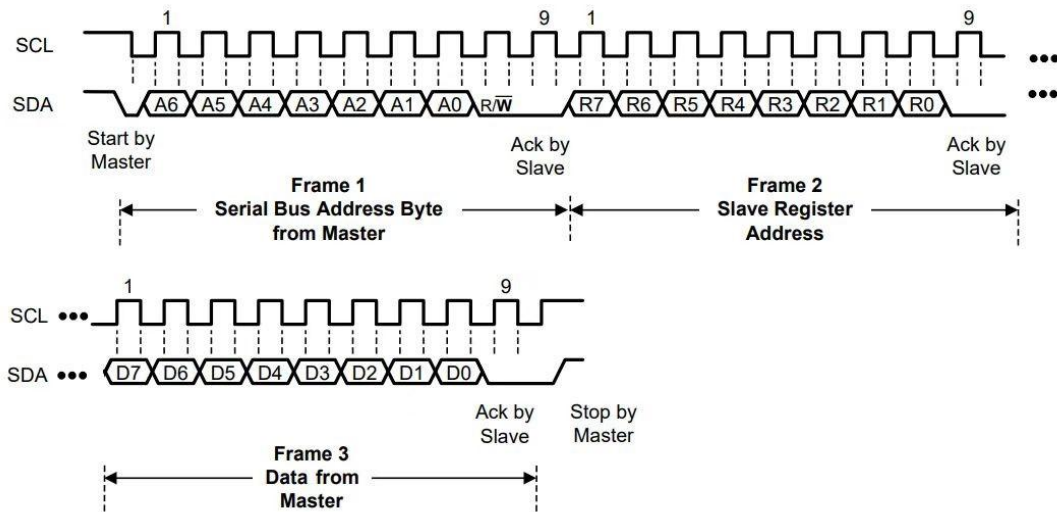 1 9 1 9
SCL
SDA A6 A5 A4 A3 A2 A1 A0 R/W̅ R7 R6 R5 R4 R3 R2 R1 R0
Start by
Master
Ack by
Slave
Ack by
Slave
Frame 1
Serial Bus Address Byte
from Master
Frame 2
Slave Register
Address
1 9
SCL
SDA D7 D6 D5 D4 D3 D2 D1 D0
Ack by
Slave
Stop by
Master
Frame 3
Data from
Master